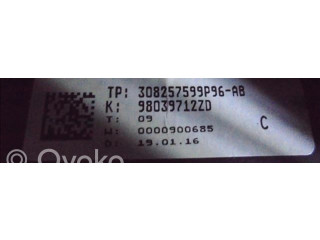 TP: 308257599P96-AB
K: 98039712ZD
T: 09
W: 0000900685
D: 19.01.16
C
Ovoko